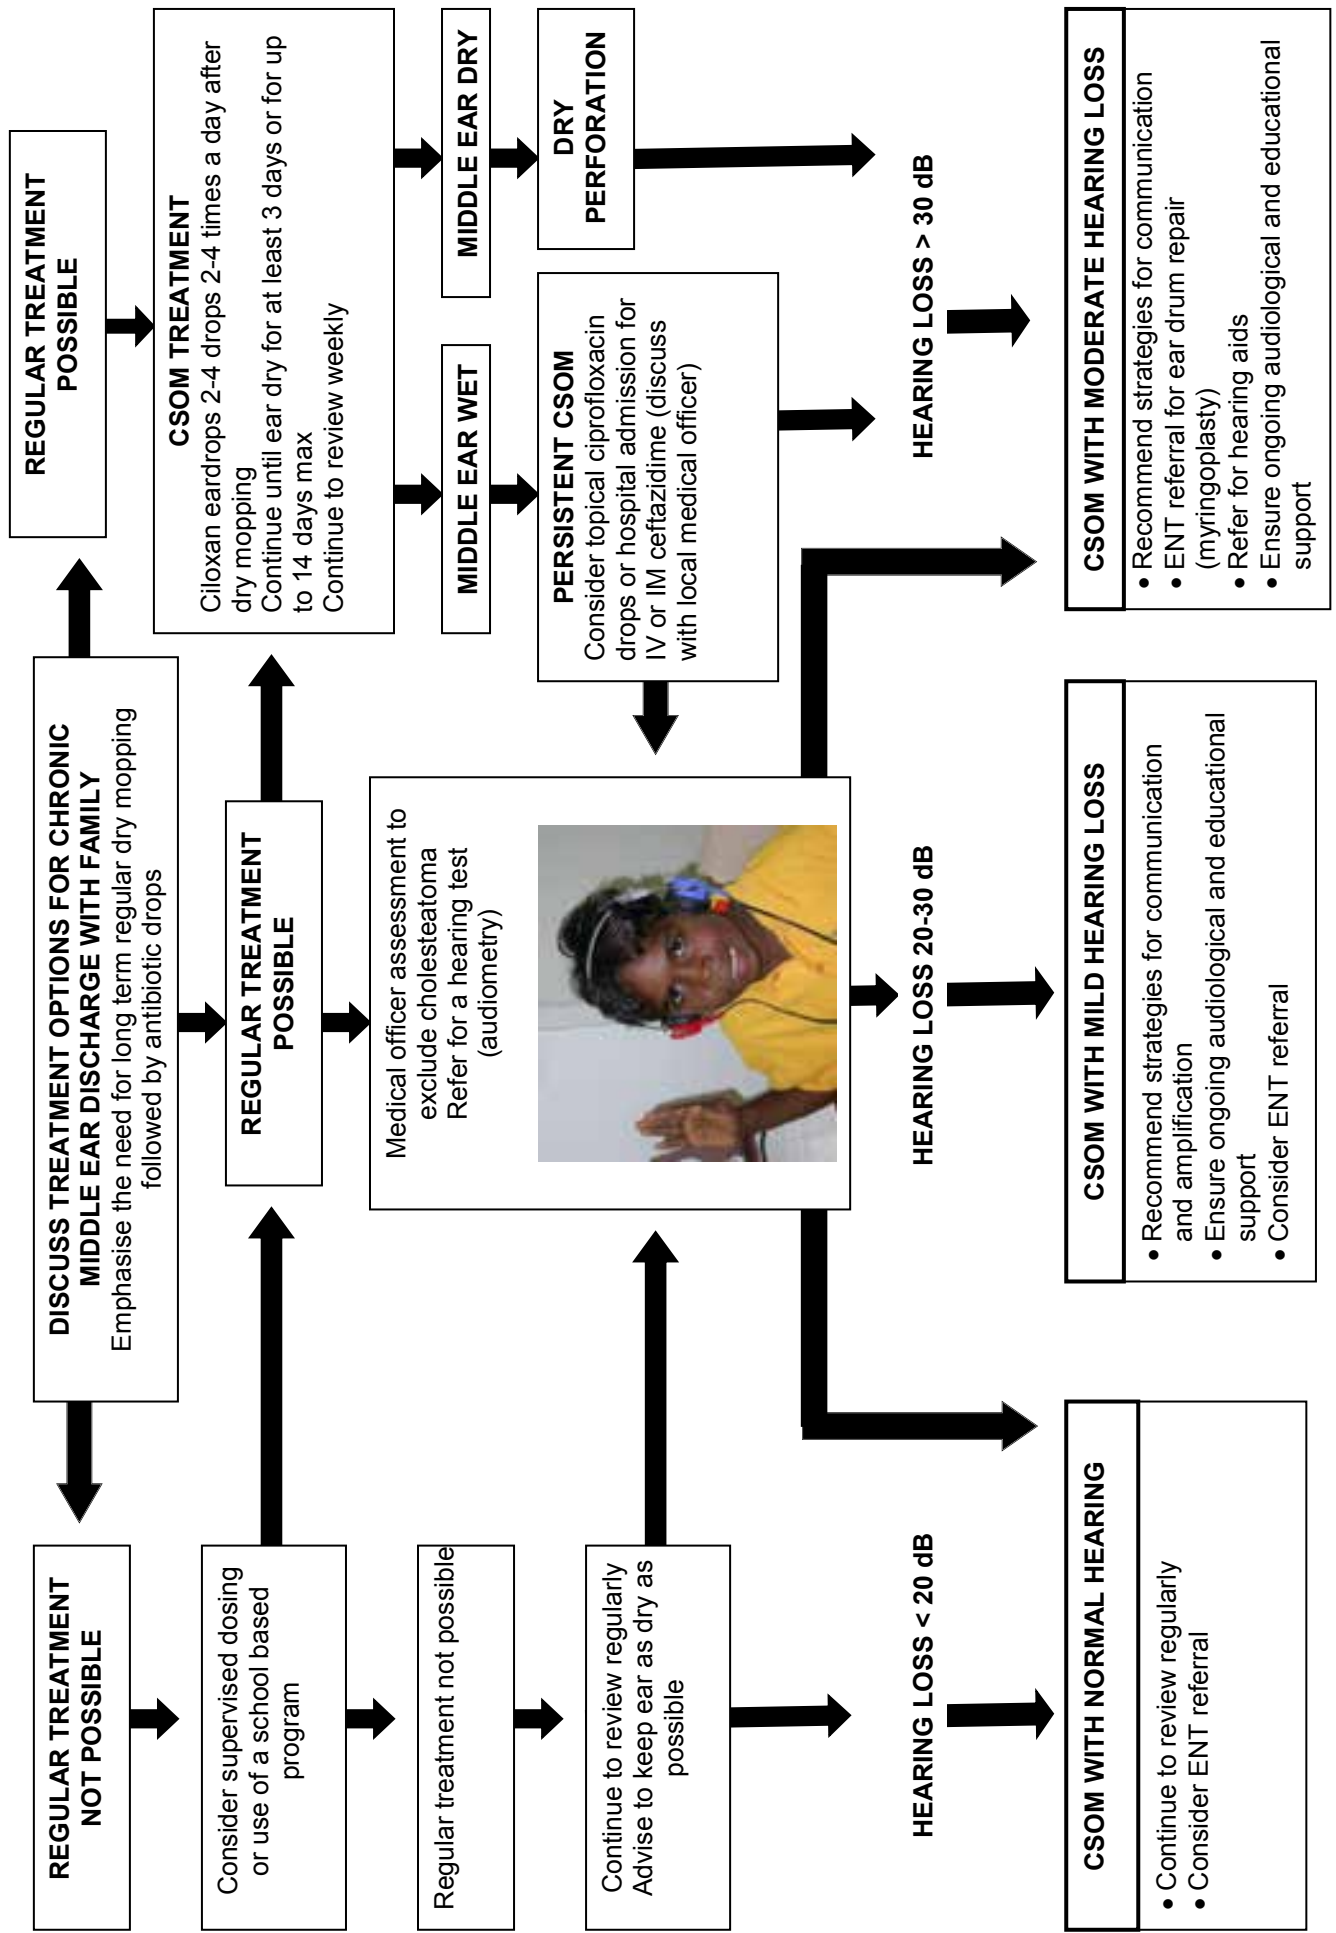 DISCUSS TREATMENT OPTIONS FOR CHRONIC
MIDDLE EAR DISCHARGE WITH FAMILY
Emphasise the need for long term regular dry mopping
followed by antibiotic drops
REGULAR TREATMENT
NOT POSSIBLE
Consider supervised dosing
or use of a school based
program
Regular treatment not possible
Continue to review regularly
Advise to keep ear as dry as
possible
REGULAR TREATMENT
POSSIBLE
Medical officer assessment to
exclude cholesteatoma
Refer for a hearing test
(audiometry)
REGULAR TREATMENT
POSSIBLE
CSOM TREATMENT
Ciloxan eardrops 2-4 drops 2-4 times a day after
dry mopping
Continue until ear dry for at least 3 days or for up
to 14 days max
Continue to review weekly
MIDDLE EAR WET
MIDDLE EAR DRY
PERSISTENT CSOM
Consider topical ciprofloxacin
drops or hospital admission for
IV or IM ceftazidime (discuss
with local medical officer)
DRY
PERFORATION
HEARING LOSS < 20 dB
HEARING LOSS 20-30 dB
HEARING LOSS > 30 dB
CSOM WITH NORMAL HEARING
• Continue to review regularly
• Consider ENT referral
CSOM WITH MILD HEARING LOSS
• Recommend strategies for communication
and amplification
• Ensure ongoing audiological and educational
support
• Consider ENT referral
CSOM WITH MODERATE HEARING LOSS
• Recommend strategies for communication
• ENT referral for ear drum repair
(myringoplasty)
• Refer for hearing aids
• Ensure ongoing audiological and educational
support